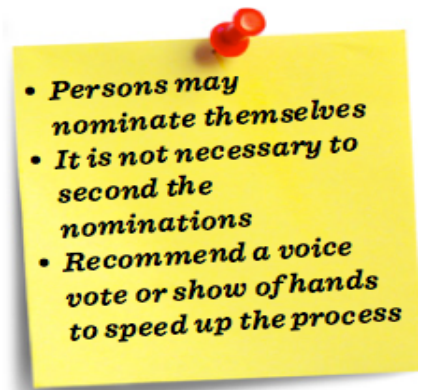 • Persons may
nominate themselves
• It is not necessary to
second the
nominations
• Recommend a voice
vote or show of hands
to speed up the process